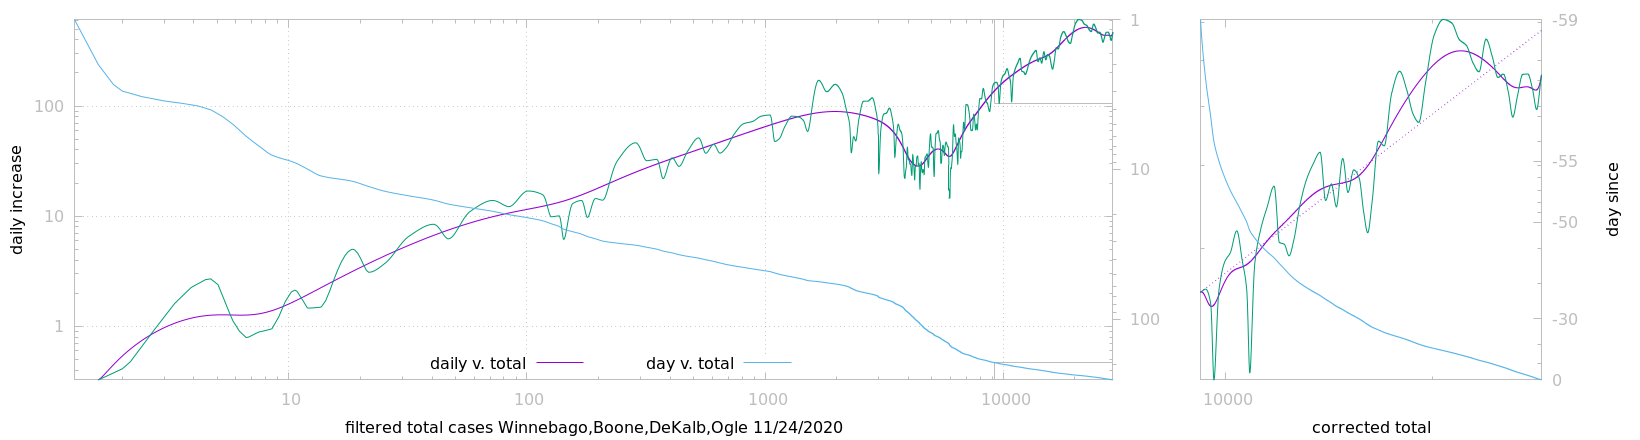 1
-59
100
daily increase
10
-55
-50
day since
10
1
100
-30
daily v. total
day v. total
0
10
100
1000
10000
10000
filtered total cases Winnebago,Boone,DeKalb,Ogle 11/24/2020
corrected total